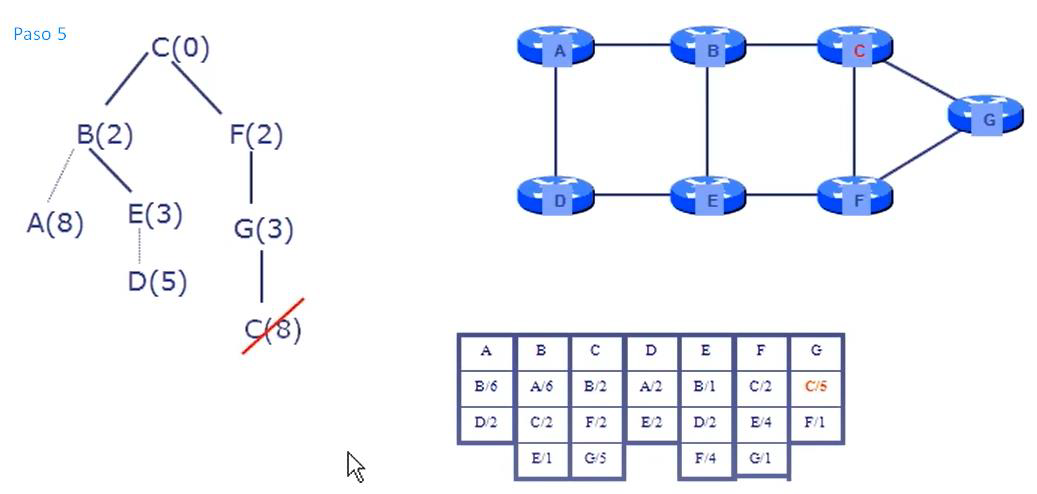 Paso 5
C(0)
B(2) F(2)
A(8) E(3) G(3)
D(5)
C(8)
A B C
G
D E F
A B C D E F G
B/6 A/6 B/2 A/2 B/1 C/2 C/5
D/2 C/2 F/2 E/2 D/2 E/4 F/1
E/1 G/5 F/4 G/1